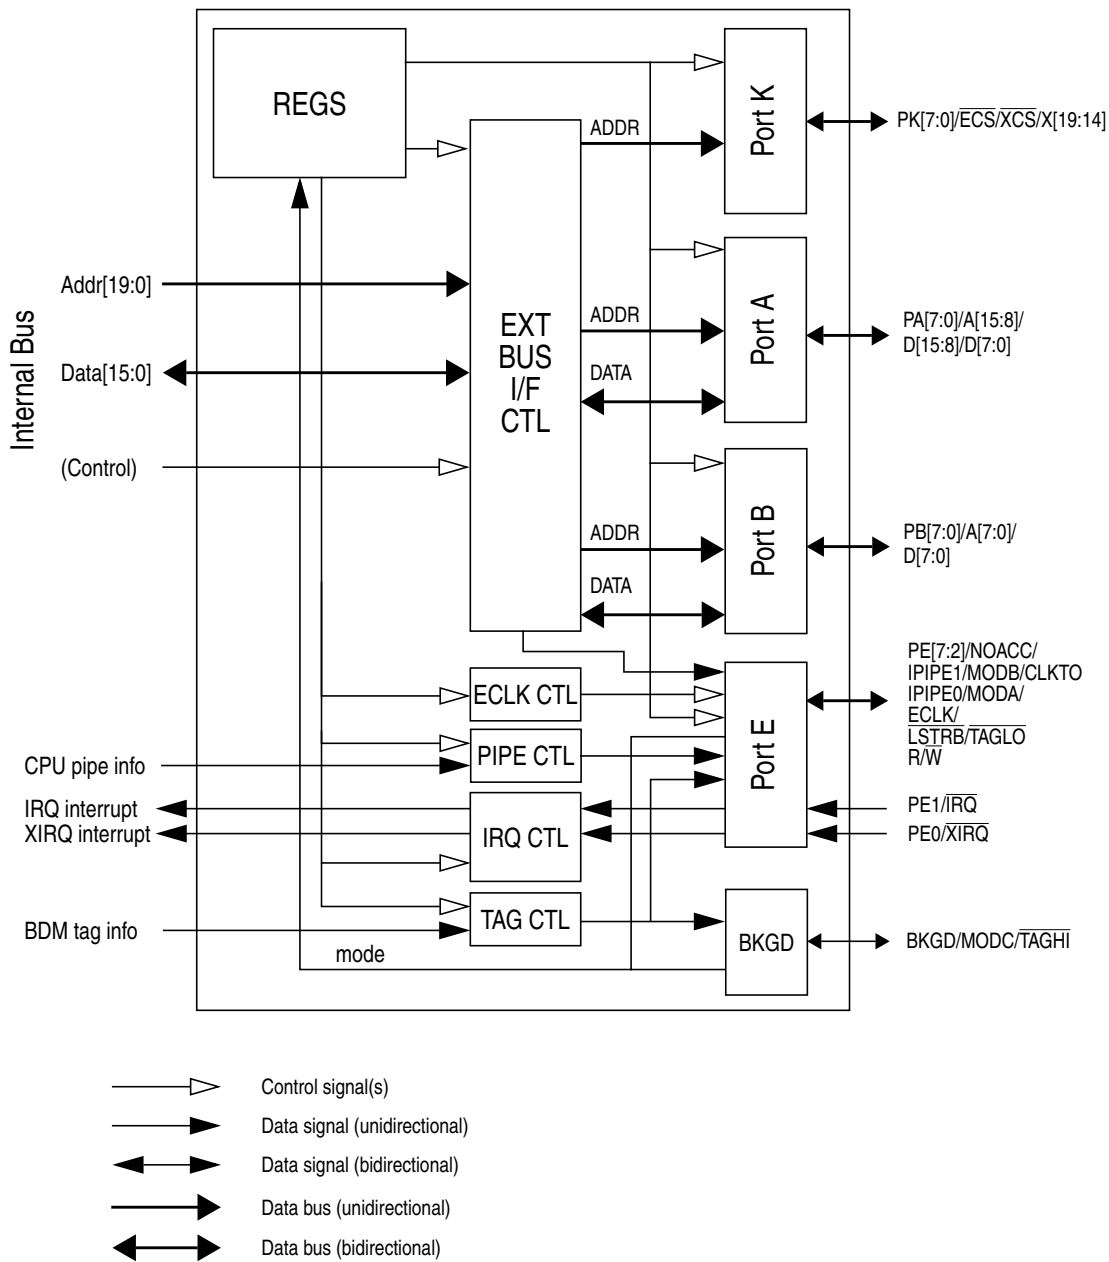 REGS
Port K
ADDR
PK[7:0]/ECS/XCS/X[19:14]
Internal Bus
Addr[19:0]
Data[15:0]
(Control)
EXT
BUS
I/F
CTL
ADDR
DATA
Port A
PA[7:0]/A[15:8]/
D[15:8]/D[7:0]
ADDR
DATA
Port B
PB[7:0]/A[7:0]/
D[7:0]
ECLK CTL
Port E
PE[7:2]/NOACC/
IPIPE1/MODB/CLKTO
IPIPE0/MODA/
ECLK/
LSTRB/TAGLO
R/W
CPU pipe info
PIPE CTL
IRQ interrupt
XIRQ interrupt
IRQ CTL
PE1/IRQ
PE0/XIRQ
BDM tag info
TAG CTL
mode
BKGD
BKGD/MODC/TAGHI
Control signal(s)
Data signal (unidirectional)
Data signal (bidirectional)
Data bus (unidirectional)
Data bus (bidirectional)